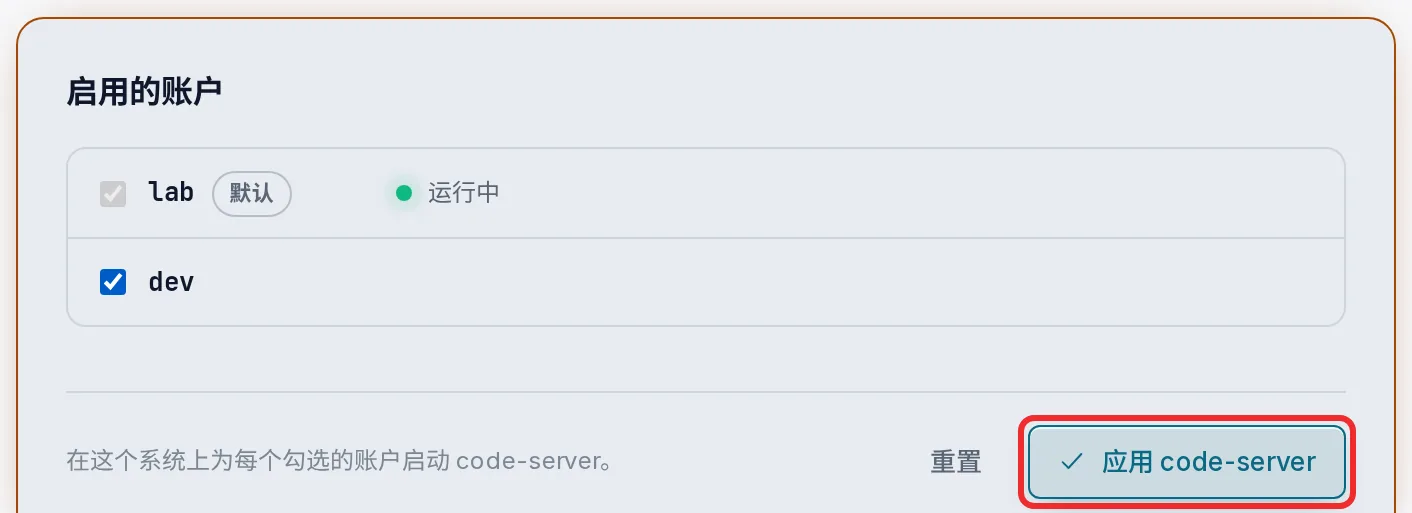 启用的账户
lab 默认 运行中
dev
在这个系统上为每个勾选的账户启动 code-server。
重置 应用 code-server